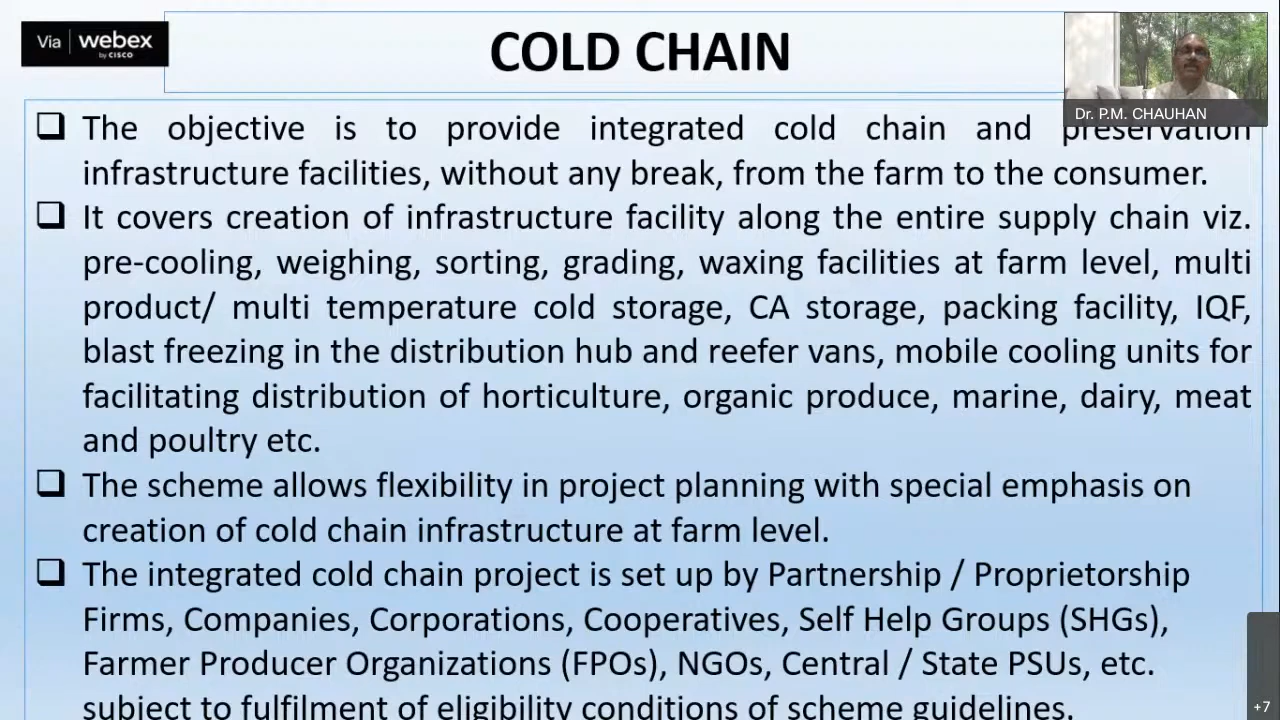 Via webex
by CISCO
COLD CHAIN
Dr. P.M. CHAUHAN
❑ The objective is to provide integrated cold chain and preservation
infrastructure facilities, without any break, from the farm to the consumer.
❑ It covers creation of infrastructure facility along the entire supply chain viz.
pre-cooling, weighing, sorting, grading, waxing facilities at farm level, multi
product/ multi temperature cold storage, CA storage, packing facility, IQF,
blast freezing in the distribution hub and reefer vans, mobile cooling units for
facilitating distribution of horticulture, organic produce, marine, dairy, meat
and poultry etc.
❑ The scheme allows flexibility in project planning with special emphasis on
creation of cold chain infrastructure at farm level.
❑ The integrated cold chain project is set up by Partnership / Proprietorship
Firms, Companies, Corporations, Cooperatives, Self Help Groups (SHGs),
Farmer Producer Organizations (FPOs), NGOs, Central / State PSUs, etc.
subject to fulfilment of eligibility conditions of scheme guidelines.
+7